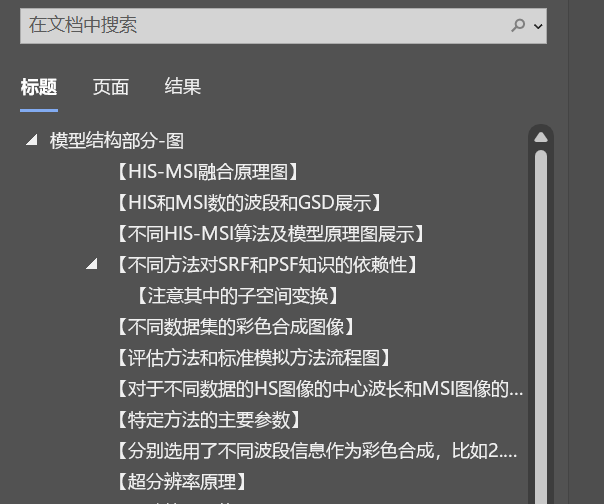 在文档中搜索
标题 页面 结果
模型结构部分-图
【HIS-MSI融合原理图】
【HIS和MSI数的波段和GSD展示】
【不同HIS-MSI算法及模型原理图展示】
【不同方法对SRF和PSF知识的依赖性】
【注意其中的子空间变换】
【不同数据集的彩色合成图像】
【评估方法和标准模拟方法流程图】
【对于不同数据的HS图像的中心波长和MSI图像的...
【特定方法的主要参数】
【分别选用了不同波段信息作为彩色合成，比如2....
【超分辨率原理】